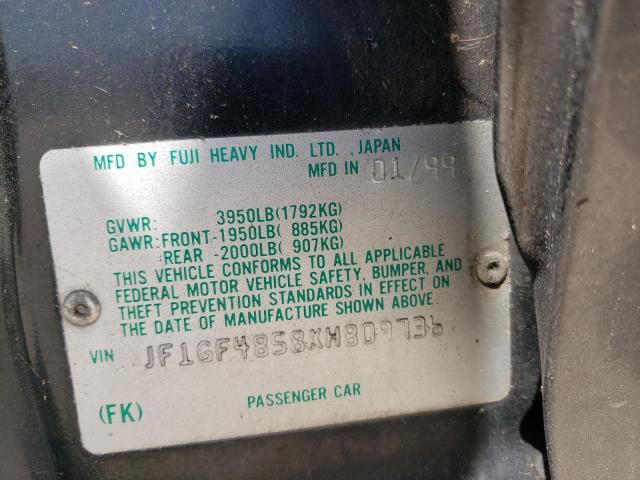 MFD BY FUJI HEAVY IND. LTD., JAPAN
MFD IN 01/99
GVWR: 3950LB(1792KG)
GAWR:FRONT-1950LB( 885KG)
REAR -2000LB( 907KG)
THIS VEHICLE CONFORMS TO ALL APPLICABLE
FEDERAL MOTOR VEHICLE SAFETY, BUMPER, AND
THEFT PREVENTION STANDARDS IN EFFECT ON
THE DATE OF MANUFACTURE SHOWN ABOVE.
VIN JF1GF4858XH809736
(FK) PASSENGER CAR